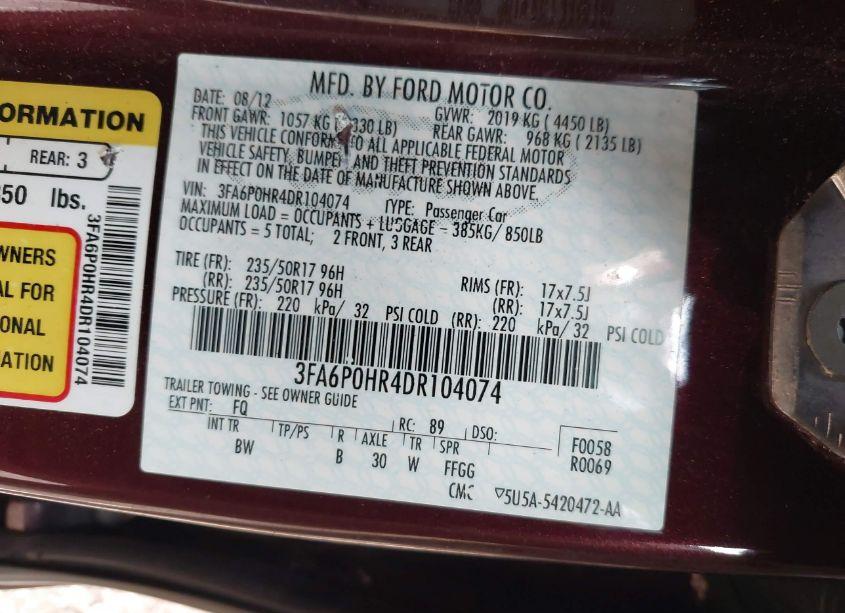 ORMATION
REAR: 3
50 lbs.
WNERS
AL FOR
ONAL
ATION
3FA6P0HR4DR104074
MFD. BY FORD MOTOR CO.
DATE: 08/12 GVWR: 2019 KG ( 4450 LB)
FRONT GAWR: 1057 KG ( 330 LB) REAR GAWR: 968 KG ( 2135 LB)
THIS VEHICLE CONFORM TO ALL APPLICABLE FEDERAL MOTOR
VEHICLE SAFETY, BUMPER, AND THEFT PREVENTION STANDARDS
IN EFFECT ON THE DATE OF MANUFACTURE SHOWN ABOVE.
VIN: 3FA6P0HR4DR104074 TYPE: Passenger Car
MAXIMUM LOAD = OCCUPANTS + LUGGAGE = 385KG/ 850LB
OCCUPANTS = 5 TOTAL; 2 FRONT, 3 REAR
TIRE (FR): 235/50R17 96H RIMS (FR): 17x7.5J
(RR): 235/50R17 96H (RR): 17x7.5J
PRESSURE (FR): 220 kPa/ 32 PSI COLD (RR): 220 kPa/ 32 PSI COLD
3FA6P0HR4DR104074
TRAILER TOWING - SEE OWNER GUIDE
EXT PNT: FQ RC: 89 DSO: F0058
INT TR TP/PS R AXLE TR SPR R0069
BW B 30 W FFGG
CMC ▽5U5A-5420472-AA